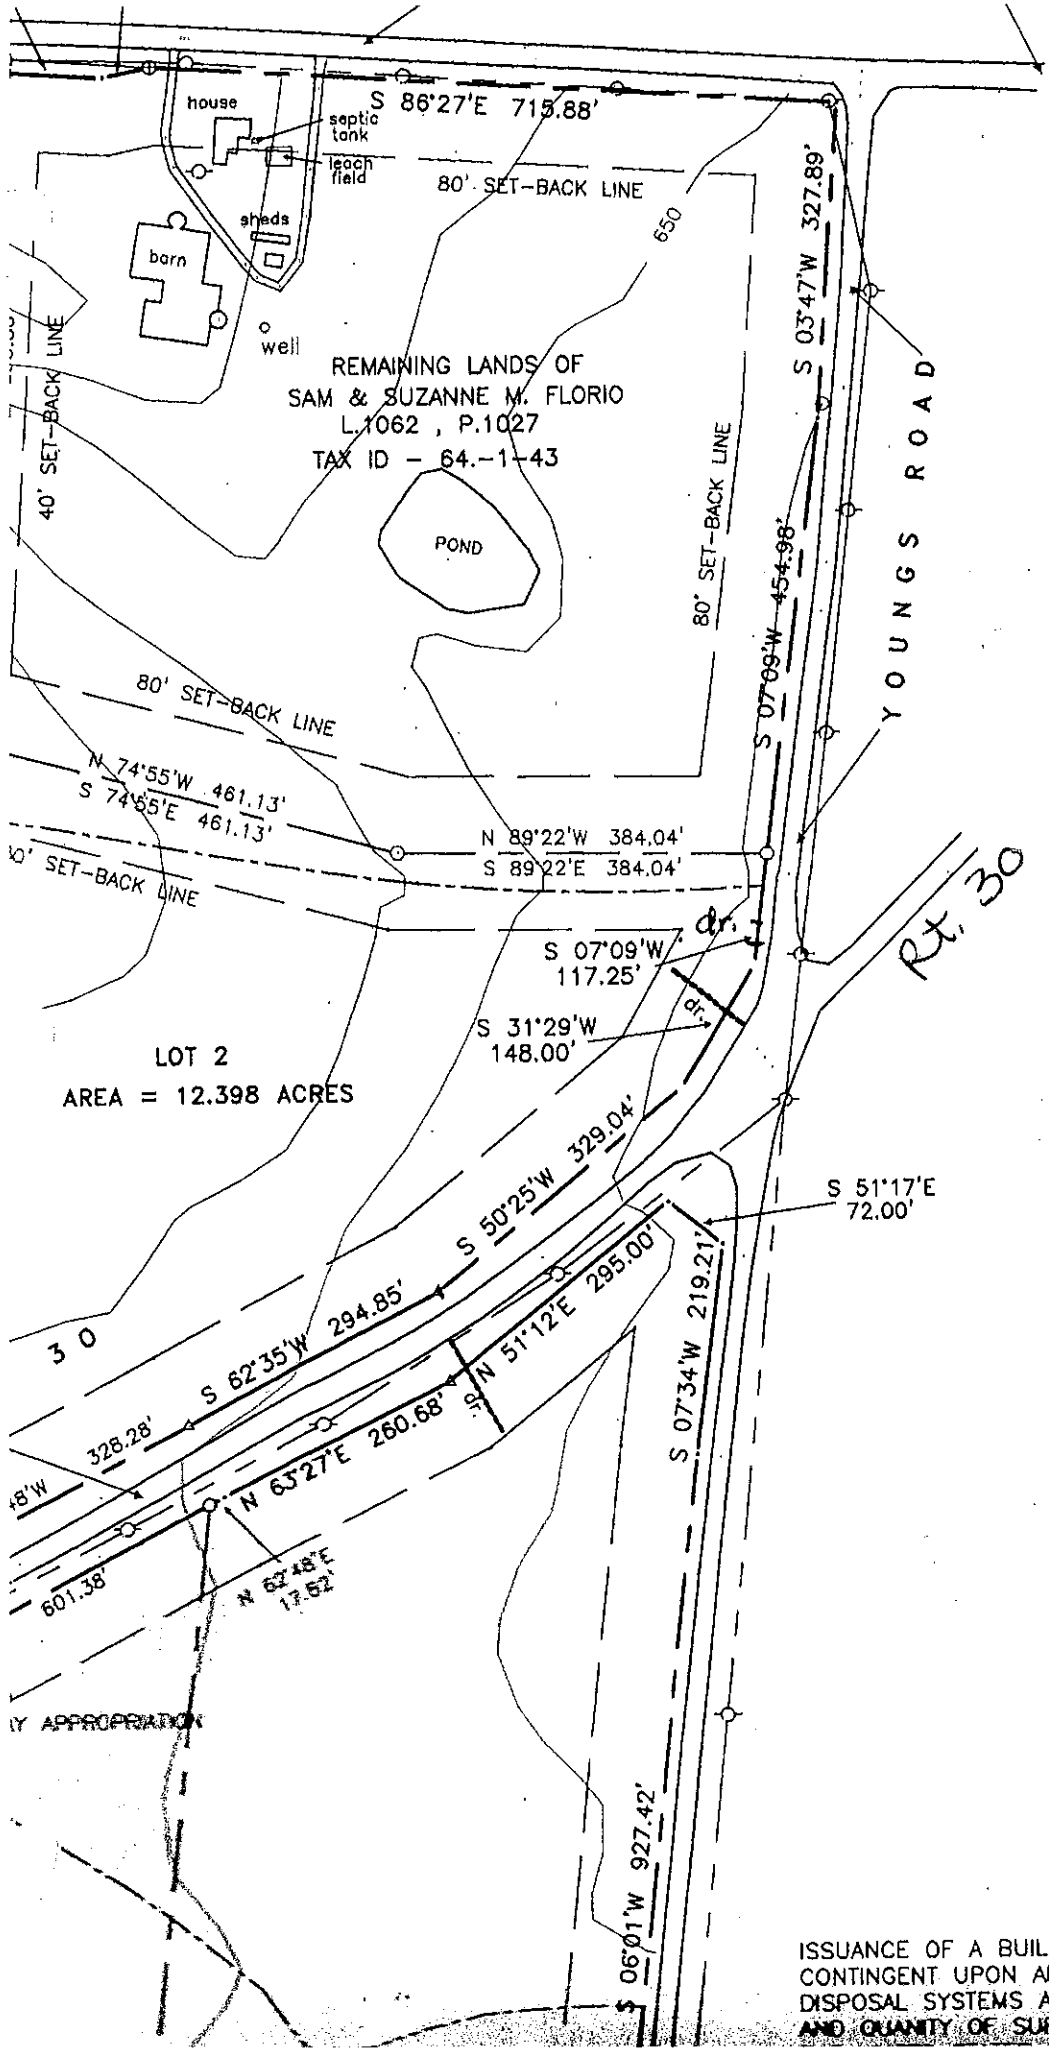 S 86°27'E 715.88'
house
septic
tank
leach
field
80' SET-BACK LINE
sheds
barn
650
S 03°47'W 327.89'
well
40' SET-BACK LINE
REMAINING LANDS OF
SAM & SUZANNE M. FLORIO
L.1062 , P.1027
TAX ID - 64.-1-43
YOUNGS ROAD
80' SET-BACK LINE
POND
S 07°09'W 454.98'
80' SET-BACK LINE
N 74°55'W 461.13'
S 74°55'E 461.13'
N 89°22'W 384.04'
S 89°22'E 384.04'
0' SET-BACK LINE
Rt. 30
dr.
S 07°09'W
117.25'
dr.
S 31°29'W
148.00'
LOT 2
AREA = 12.398 ACRES
S 50°25'W 329.04'
S 51°17'E
72.00'
30
S 62°35'W 294.85'
N 51°12'E 295.00'
S 07°34'W 219.21'
dr.
48'W 328.28'
N 63°27'E 260.68'
N 62°48'E
17.62'
601.38'
Y APPROPRIATION
S 06°01'W 927.42'
ISSUANCE OF A BUIL
CONTINGENT UPON A
DISPOSAL SYSTEMS A
AND QUANITY OF SU